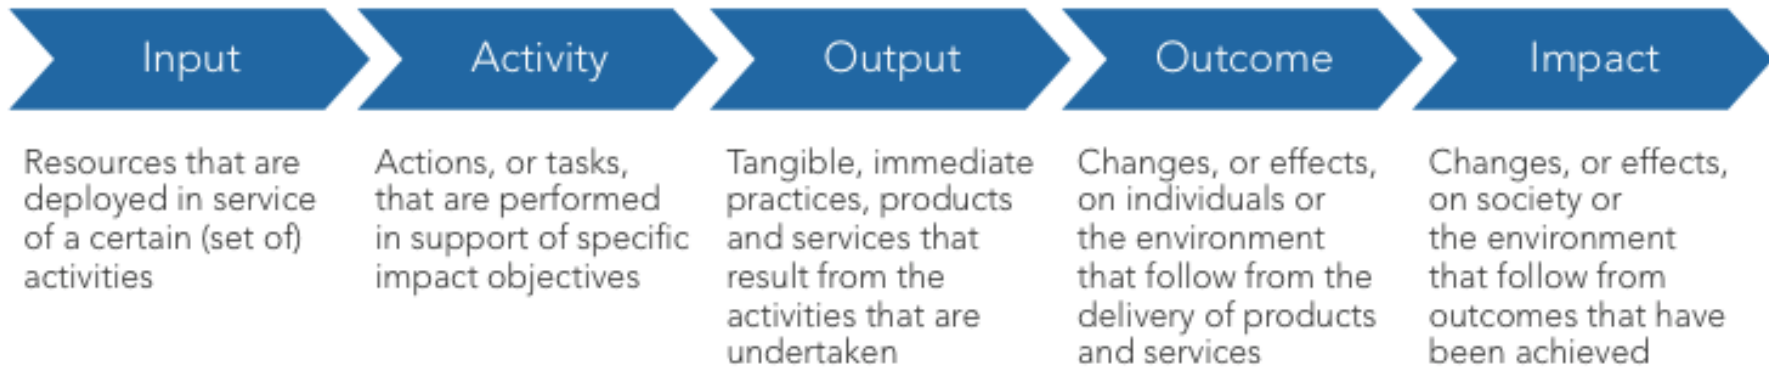 Input
Activity
Output
Outcome
Impact
Resources that are
deployed in service
of a certain (set of)
activities
Actions, or tasks,
that are performed
in support of specific
impact objectives
Tangible, immediate
practices, products
and services that
result from the
activities that are
undertaken
Changes, or effects,
on individuals or
the environment
that follow from the
delivery of products
and services
Changes, or effects,
on society or
the environment
that follow from
outcomes that have
been achieved